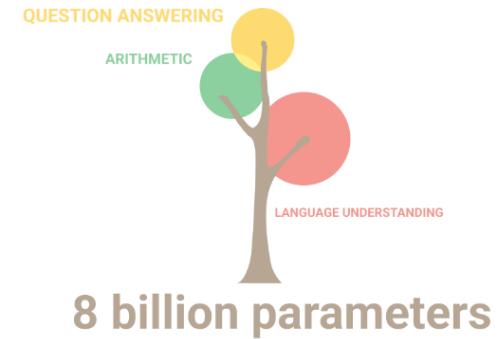 QUESTION ANSWERING
ARITHMETIC
LANGUAGE UNDERSTANDING
8 billion parameters